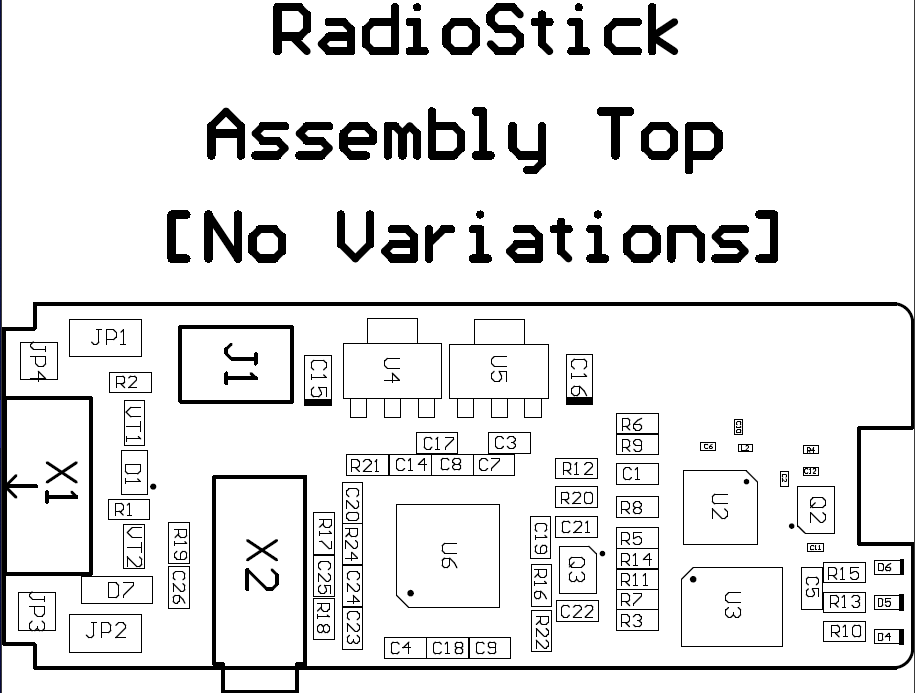 RadioStick
Assembly Top
[No Variations]
JP1
JP4
R2
J1
C15
U4
U5
C16
VT1
X1
D1
R1
VT2
D7
JP3
JP2
R19
C26
X2
R17
C25
R18
C20
R24
C24
C23
C17
C3
R21
C14
C8
C7
U6
C4
C18
C9
C19
R16
R22
R12
R20
C21
Q3
C22
R6
R9
C1
R8
R5
R14
R11
R7
R3
C10
C6
L2
U2
U3
R4
C12
C2
Q2
C11
C5
R15
R13
R10
D6
D5
D4